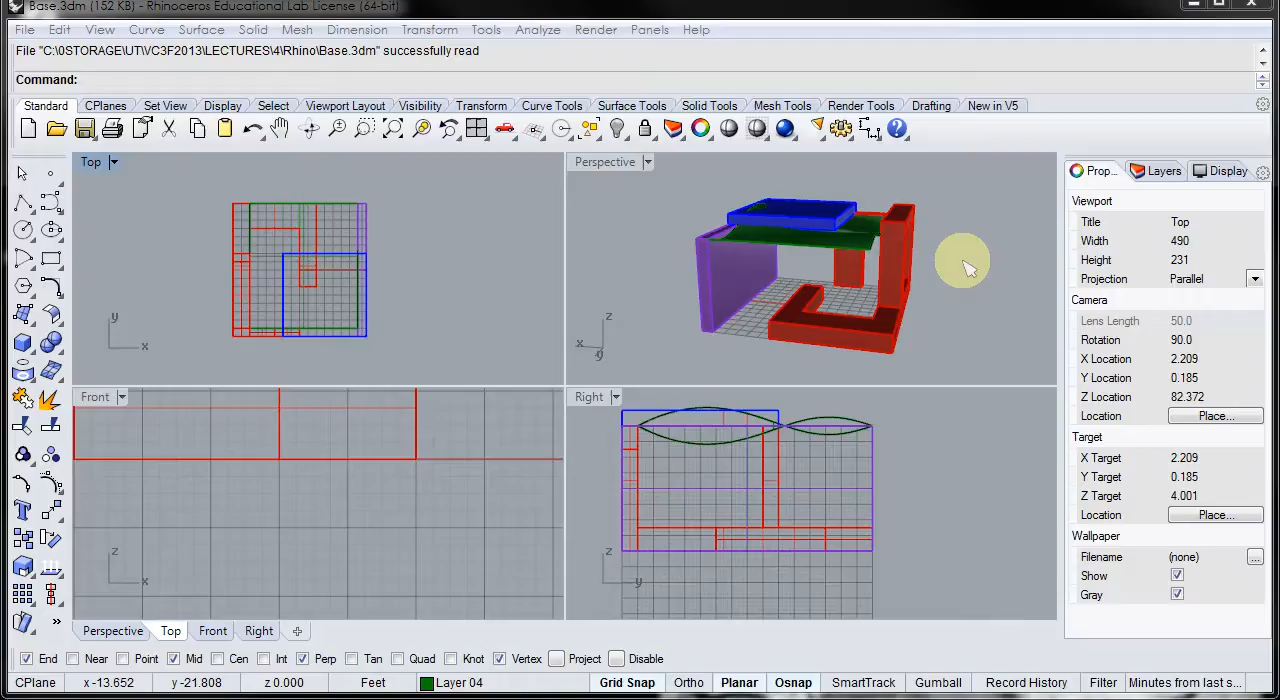 Base.3dm (152 KB) - Rhinoceros Educational Lab License (64-bit)
File Edit View Curve Surface Solid Mesh Dimension Transform Tools Analyze Render Panels Help
File "C:\0STORAGE\UT\VC3F2013\LECTURES\4\Rhino\Base.3dm" successfully read
Command:
Standard CPlanes Set View Display Select Viewport Layout Visibility Transform Curve Tools Surface Tools Solid Tools Mesh Tools Render Tools Drafting New in V5
Top
Perspective
Prop... Layers Display
Viewport
Title Top
Width 490
Height 231
Projection Parallel
Camera
Lens Length 50.0
Rotation 90.0
X Location 2.209
Y Location 0.185
Z Location 82.372
Location Place...
Target
X Target 2.209
Y Target 0.185
Z Target 4.001
Location Place...
Wallpaper
Filename (none) ...
Show
Gray
y
x
z
x
y
Front
Right
z
x
z
y
Perspective Top Front Right
End Near Point Mid Cen Int Perp Tan Quad Knot Vertex Project Disable
CPlane x -13.652 y -21.808 z 0.000 Feet Layer 04 Grid Snap Ortho Planar Osnap SmartTrack Gumball Record History Filter Minutes from last s...